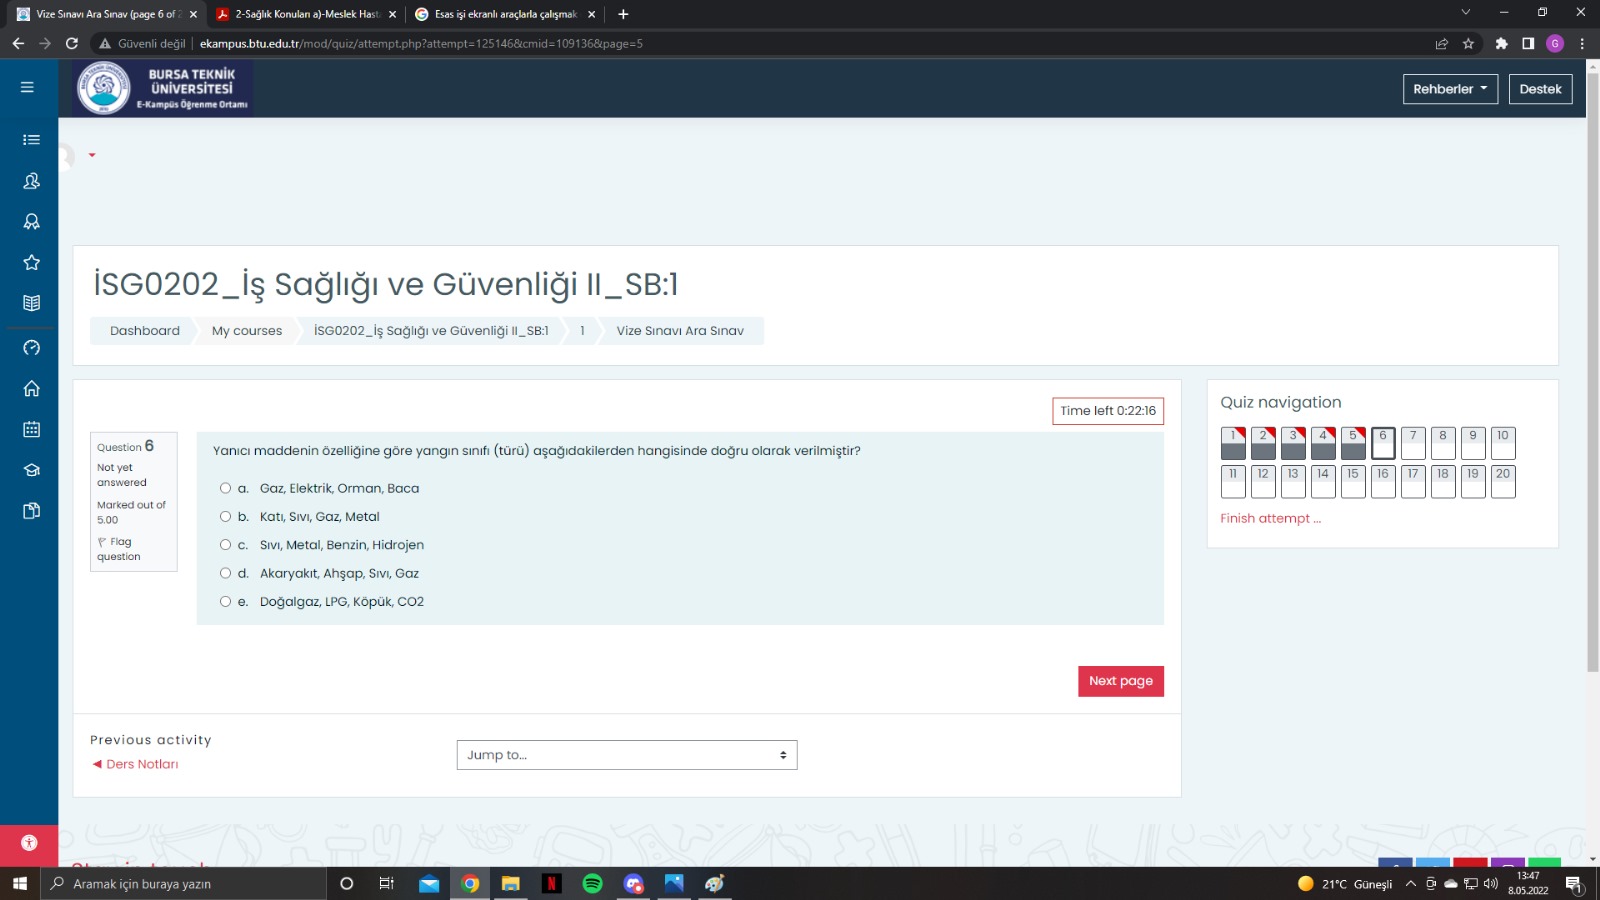 Vize Sınavı Ara Sınav (page 6 of 2
2-Sağlık Konuları a)-Meslek Hast
Esas işi ekranlı araçlarla çalışmak
Güvenli değil
ekampus.btu.edu.tr/mod/quiz/attempt.php?attempt=125146&cmid=109136&page=5
G
BURSA TEKNİK
ÜNİVERSİTESİ
E-Kampüs Öğrenme Ortamı
Rehberler
Destek
İSG0202_İş Sağlığı ve Güvenliği II_SB:1
Dashboard
My courses
İSG0202_İş Sağlığı ve Güvenliği II_SB:1
1
Vize Sınavı Ara Sınav
Time left 0:22:16
Question 6
Not yet
answered
Marked out of
5.00
Flag
question
Yanıcı maddenin özelliğine göre yangın sınıfı (türü) aşağıdakilerden hangisinde doğru olarak verilmiştir?
a. Gaz, Elektrik, Orman, Baca
b. Katı, Sıvı, Gaz, Metal
c. Sıvı, Metal, Benzin, Hidrojen
d. Akaryakıt, Ahşap, Sıvı, Gaz
e. Doğalgaz, LPG, Köpük, CO2
Next page
Quiz navigation
1 2 3 4 5 6 7 8 9 10
11 12 13 14 15 16 17 18 19 20
Finish attempt ...
Previous activity
◄ Ders Notları
Jump to...
Aramak için buraya yazın
21°C Güneşli
13:47
8.05.2022
1